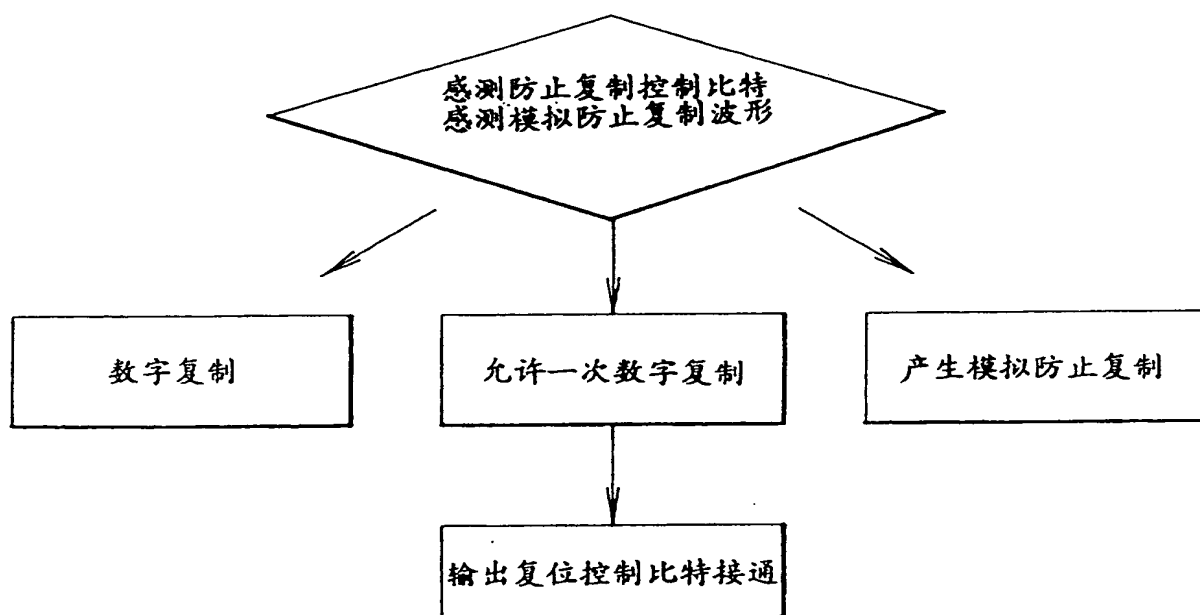 感测防止复制控制比特
感测模拟防止复制波形
数字复制
允许一次数字复制
产生模拟防止复制
输出复位控制比特接通